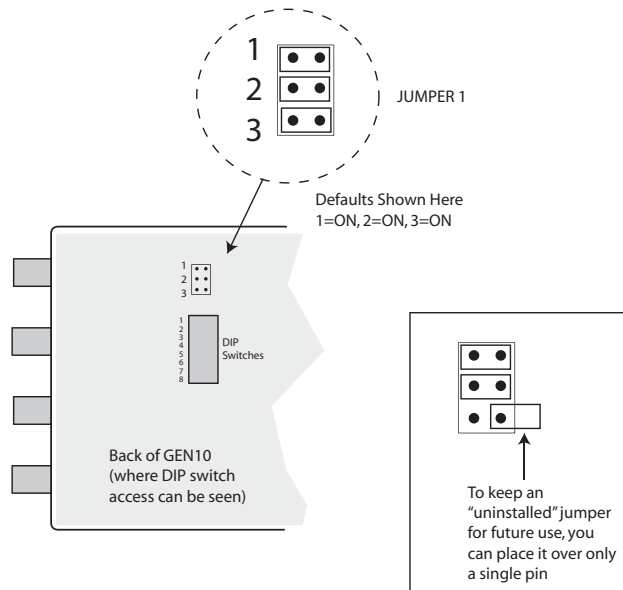 1
2
3
JUMPER 1
Defaults Shown Here
1=ON, 2=ON, 3=ON
1
2
3
1
2
3
4
5
6
7
8
DIP
Switches
Back of GEN10
(where DIP switch
access can be seen)
To keep an
“uninstalled” jumper
for future use, you
can place it over only
a single pin